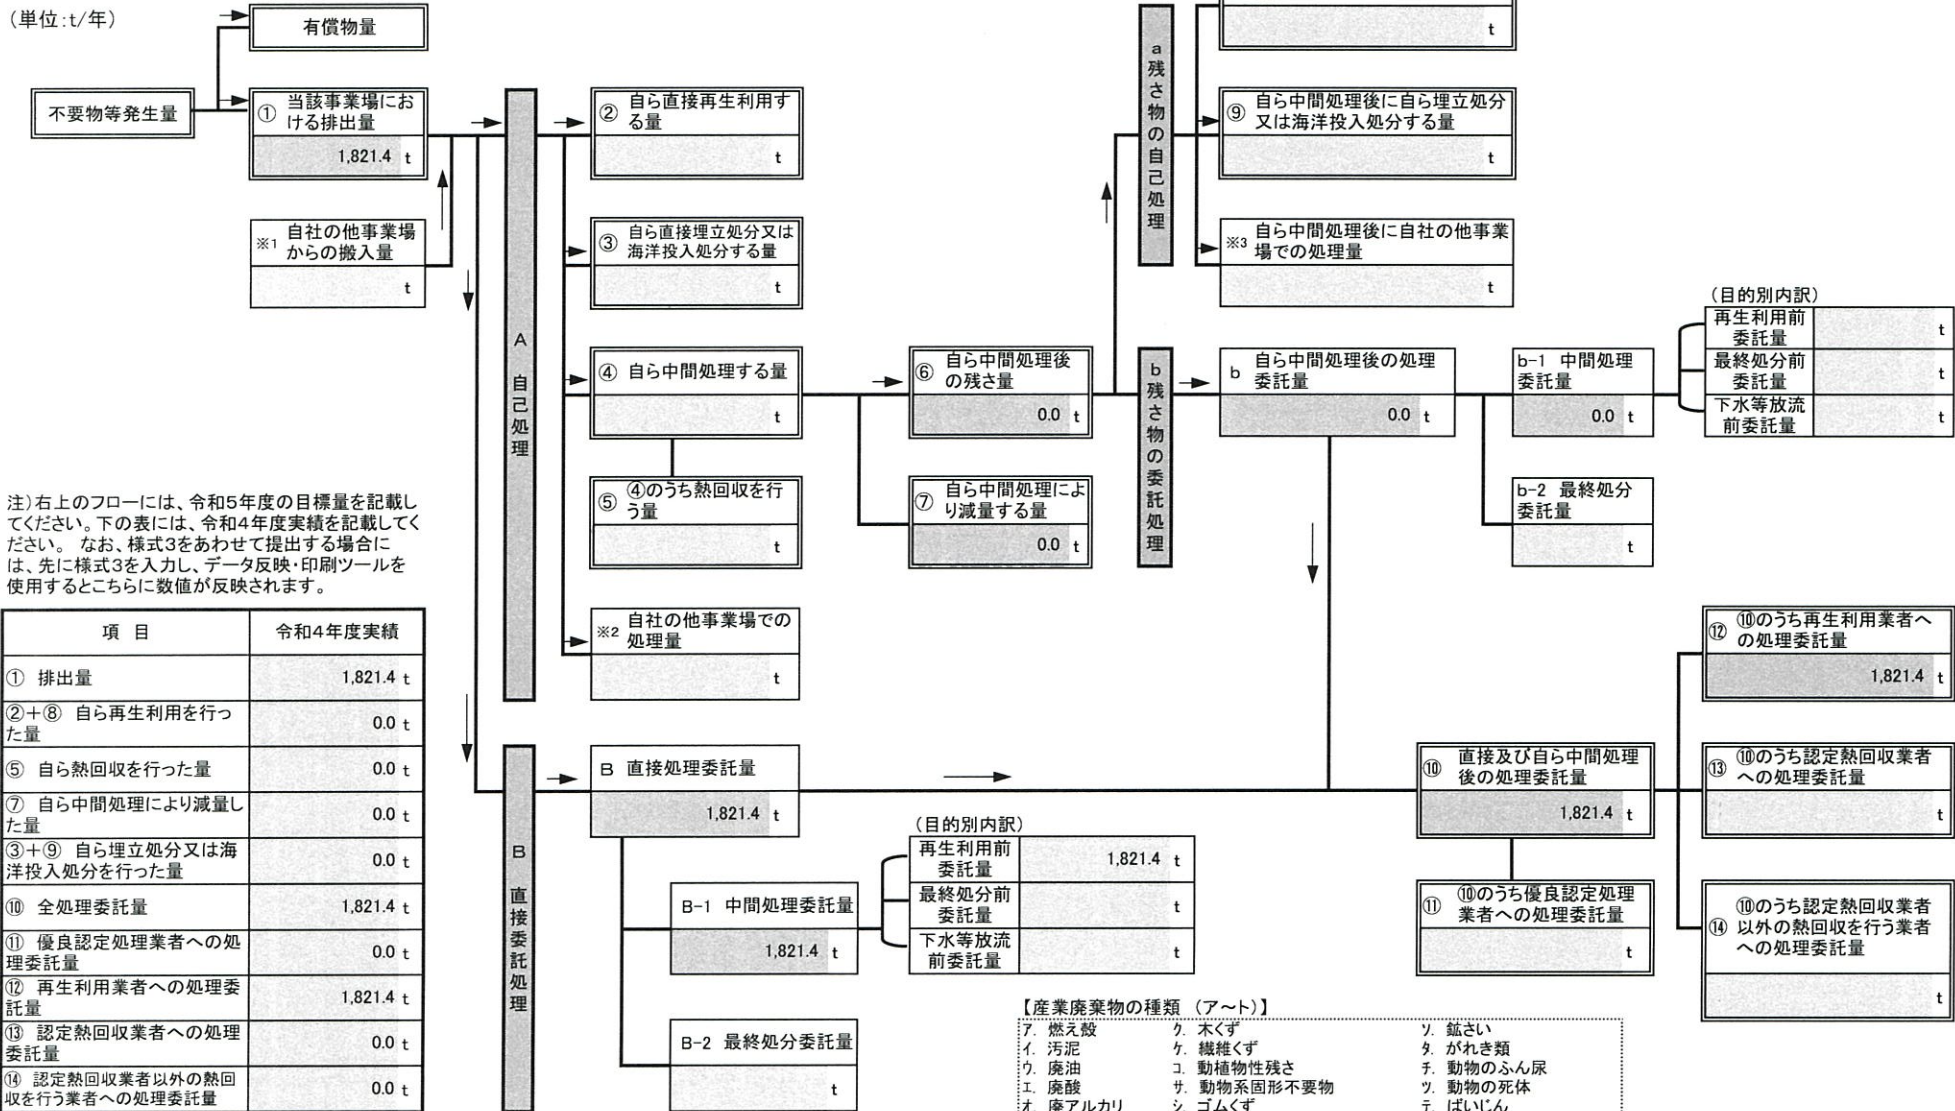 (単位:t/年)
有償物量
不要物等発生量
① 当該事業場にお
ける排出量
1,821.4 t
※1 自社の他事業場
からの搬入量
t
A 自己処理
② 自ら直接再生利用す
る量
t
③ 自ら直接埋立処分又は
海洋投入処分する量
t
④ 自ら中間処理する量
t
⑤ ④のうち熱回収を行
う量
t
※2 自社の他事業場での
処理量
t
⑥ 自ら中間処理後
の残さ量
0.0 t
⑦ 自ら中間処理によ
り減量する量
0.0 t
a 残さ物の自己処理
t
⑨ 自ら中間処理後に自ら埋立処分
又は海洋投入処分する量
t
※3 自ら中間処理後に自社の他事業
場での処理量
t
b 残さ物の委託処理
b 自ら中間処理後の処理
委託量
0.0 t
b-1 中間処理
委託量
0.0 t
(目的別内訳)
再生利用前
委託量
t
最終処分前
委託量
t
下水等放流
前委託量
t
b-2 最終処分
委託量
t
注)右上のフローには、令和5年度の目標量を記載し
てください。下の表には、令和4年度実績を記載してく
ださい。 なお、様式3をあわせて提出する場合に
は、先に様式3を入力し、データ反映・印刷ツールを
使用するとこちらに数値が反映されます。
項 目 令和4年度実績
① 排出量 1,821.4 t
②+⑧ 自ら再生利用を行っ
た量 0.0 t
⑤ 自ら熱回収を行った量 0.0 t
⑦ 自ら中間処理により減量し
た量 0.0 t
③+⑨ 自ら埋立処分又は海
洋投入処分を行った量 0.0 t
⑩ 全処理委託量 1,821.4 t
⑪ 優良認定処理業者への処
理委託量 0.0 t
⑫ 再生利用業者への処理委
託量 1,821.4 t
⑬ 認定熱回収業者への処理
委託量 0.0 t
⑭ 認定熱回収業者以外の熱回
収を行う業者への処理委託量 0.0 t
B 直接委託処理
B 直接処理委託量
1,821.4 t
B-1 中間処理委託量
1,821.4 t
B-2 最終処分委託量
t
(目的別内訳)
再生利用前
委託量
1,821.4 t
最終処分前
委託量
t
下水等放流
前委託量
t
⑩ 直接及び自ら中間処理
後の処理委託量
1,821.4 t
⑪ ⑩のうち優良認定処理
業者への処理委託量
t
⑫ ⑩のうち再生利用業者へ
の処理委託量
1,821.4 t
⑬ ⑩のうち認定熱回収業者
への処理委託量
t
⑭ ⑩のうち認定熱回収業者
以外の熱回収を行う業者
への処理委託量
t
【産業廃棄物の種類 (ア～ト)】
ア. 燃え殻 ク. 木くず ソ. 鉱さい
イ. 汚泥 ケ. 繊維くず タ. がれき類
ウ. 廃油 コ. 動植物性残さ チ. 動物のふん尿
エ. 廃酸 サ. 動物系固形不要物 ツ. 動物の死体
オ. 廃アルカリ シ. ゴムくず テ. ばいじん